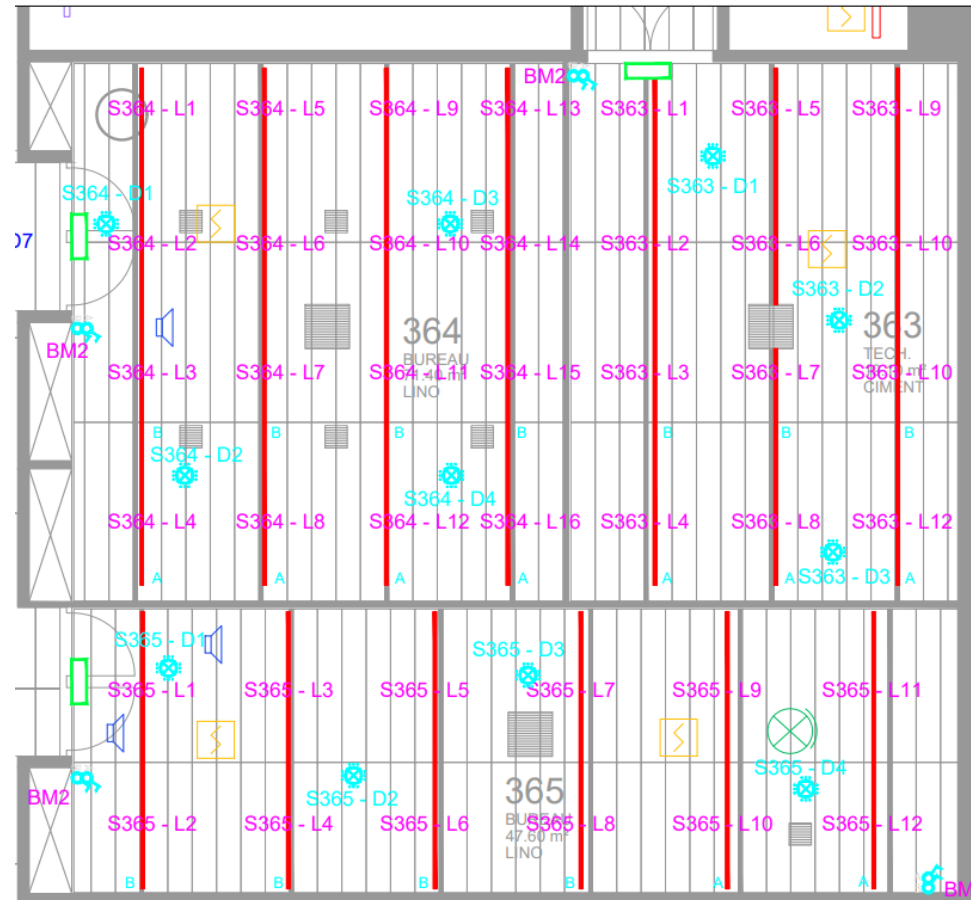 BM2
S364 - L1
S364 - L5
S364 - L9
S364 - L13
S363 - L1
S363 - L5
S363 - L9
S363 - D1
S364 - D1
S364 - D3
D7
S364 - L2
S364 - L6
S364 - L10
S364 - L14
S363 - L2
S363 - L6
S363 - L10
S363 - D2
364
BUREAU
LINO
363
TECH.
CIMENT
BM2
S364 - L3
S364 - L7
S364 - L11
S364 - L15
S363 - L3
S363 - L7
S363 - L10
B
B
B
B
B
B
B
S364 - D2
S364 - D4
S364 - L4
S364 - L8
S364 - L12
S364 - L16
S363 - L4
S363 - L8
S363 - L12
S363 - D3
A
A
A
A
A
A
A
S365 - D1
S365 - D3
S365 - L1
S365 - L3
S365 - L5
S365 - L7
S365 - L9
S365 - L11
S365 - D4
S365 - D2
BM2
365
BUREAU
47.60 m²
LINO
S365 - L2
S365 - L4
S365 - L6
S365 - L8
S365 - L10
S365 - L12
B
B
B
B
A
A
BM